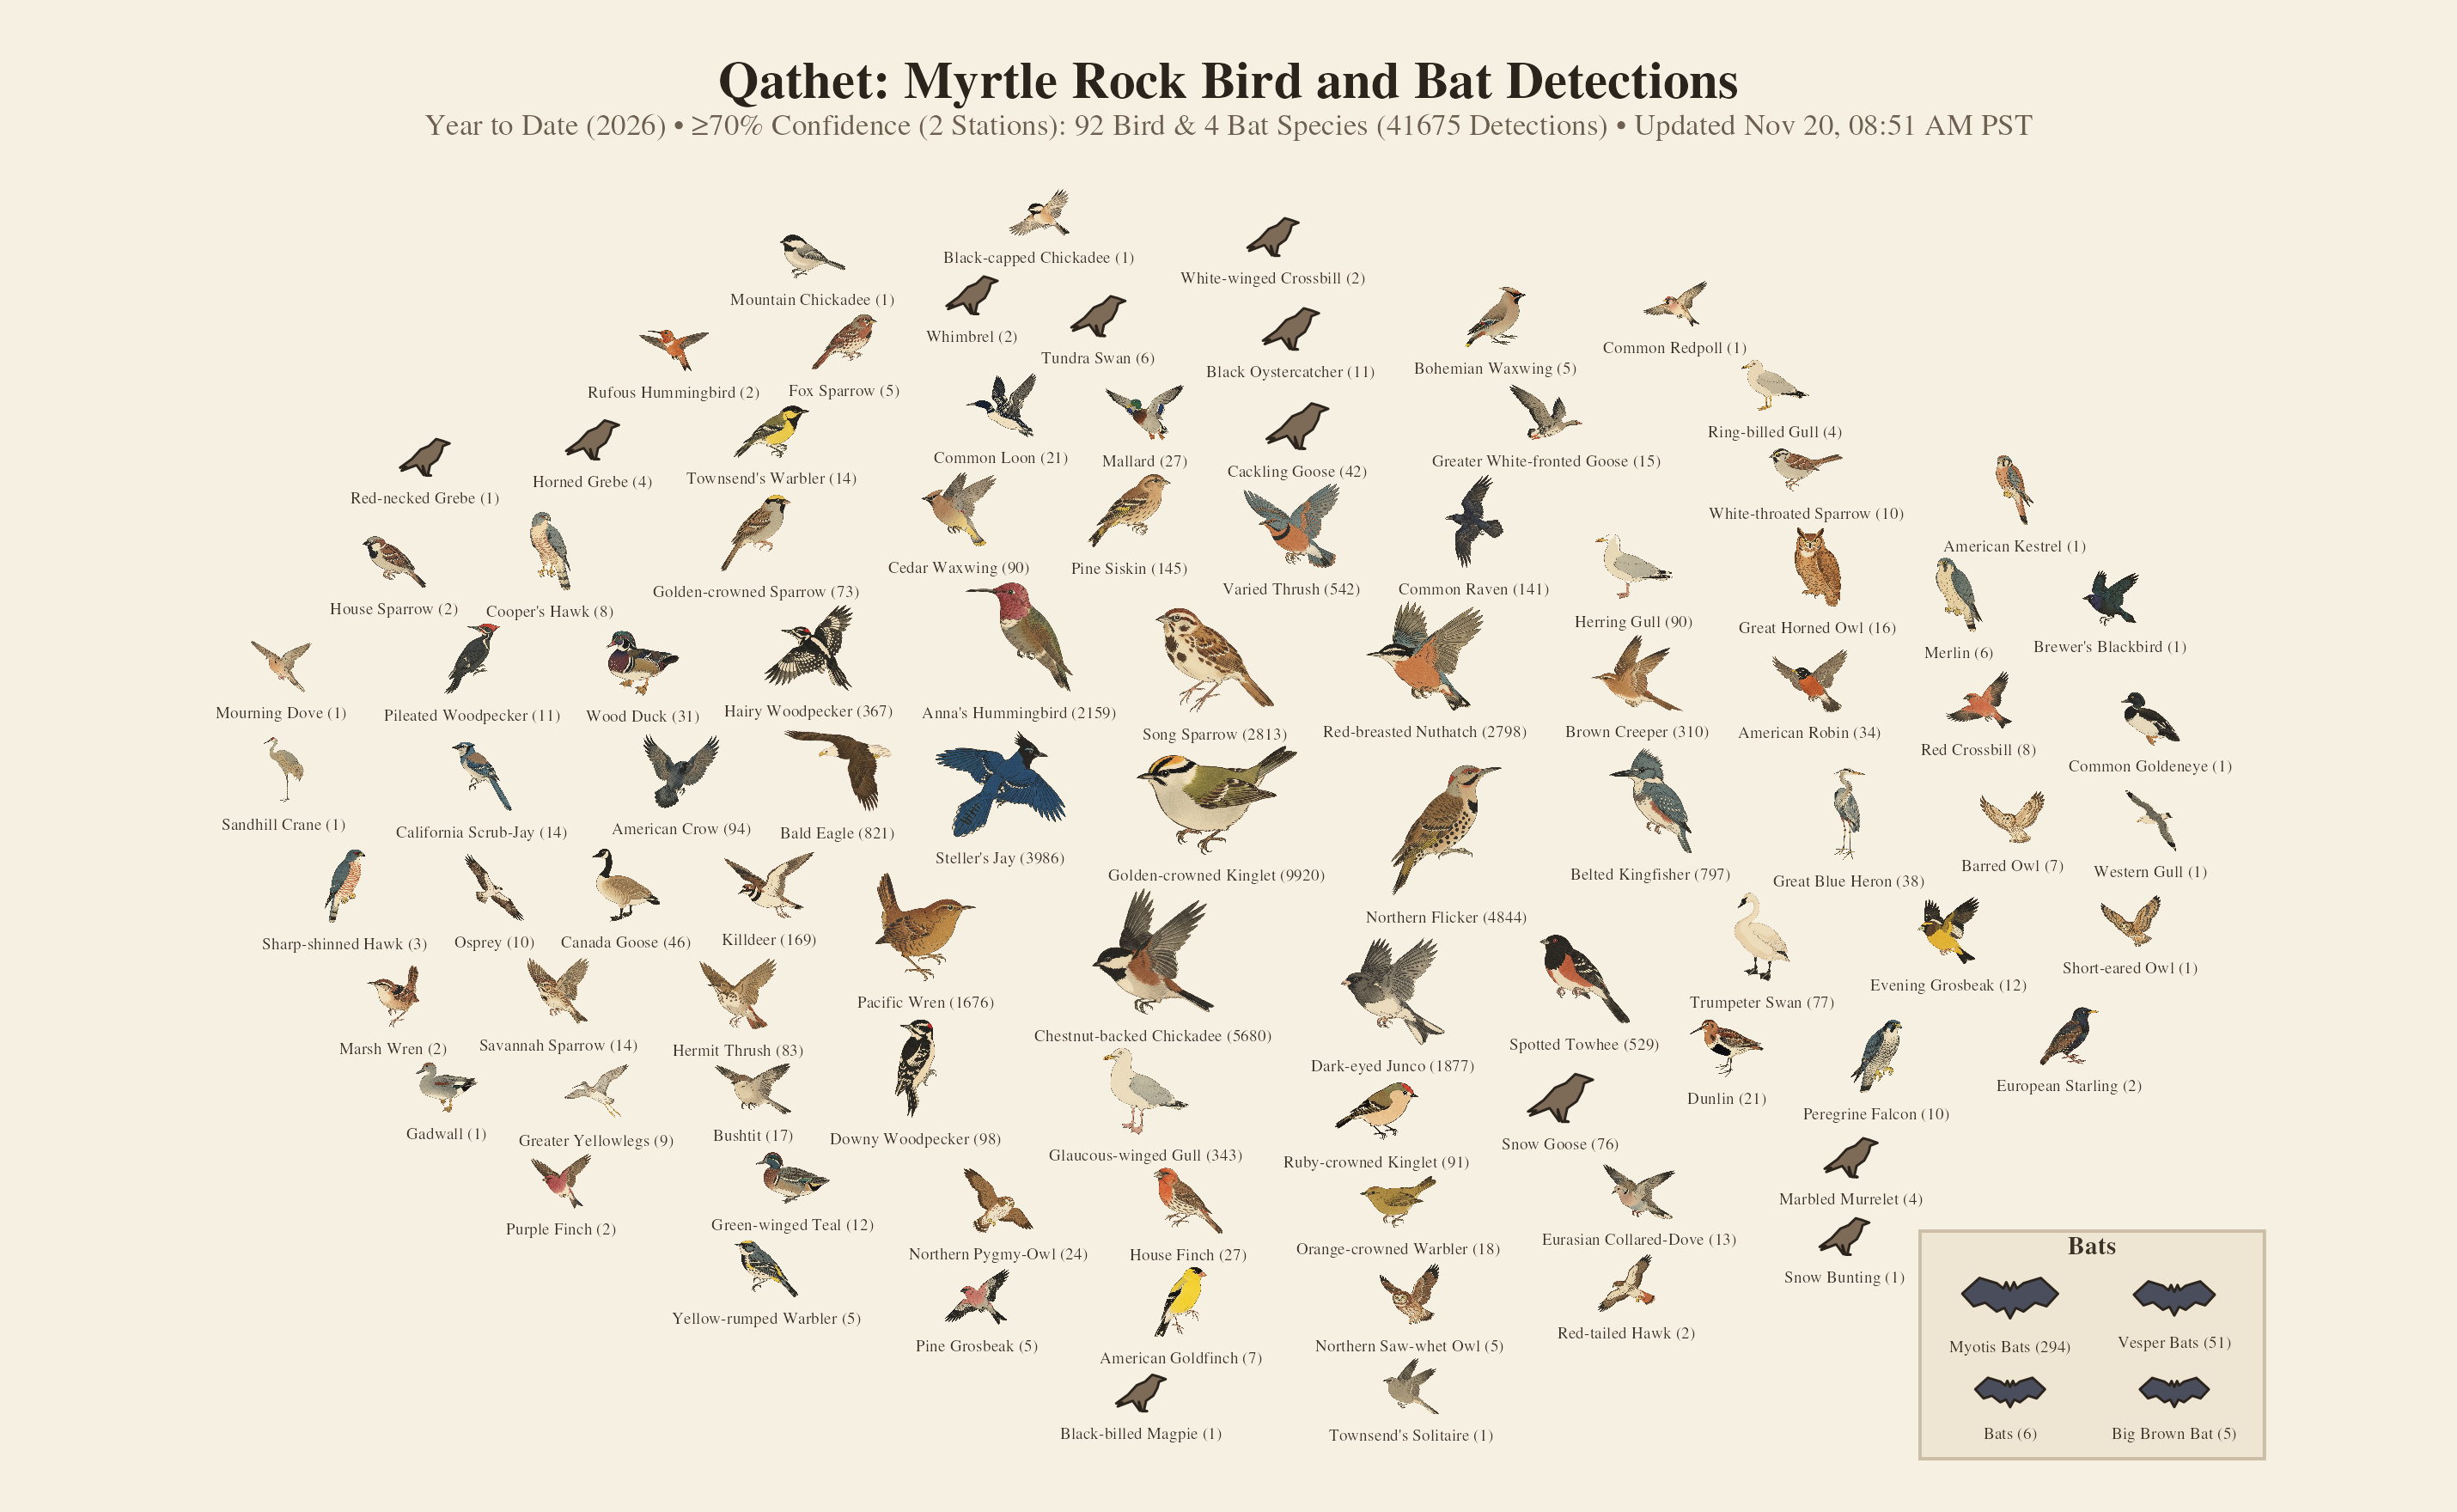 Qathet: Myrtle Rock Bird and Bat Detections
Year to Date (2026) • ≥70% Confidence (2 Stations): 92 Bird & 4 Bat Species (41675 Detections) • Updated Nov 20, 08:51 AM PST
Black-capped Chickadee (1)
White-winged Crossbill (2)
Mountain Chickadee (1)
Whimbrel (2)
Tundra Swan (6)
Common Redpoll (1)
Black Oystercatcher (11)
Bohemian Waxwing (5)
Rufous Hummingbird (2)
Fox Sparrow (5)
Ring-billed Gull (4)
Common Loon (21)
Mallard (27)
Cackling Goose (42)
Greater White-fronted Goose (15)
Red-necked Grebe (1)
Horned Grebe (4)
Townsend's Warbler (14)
White-throated Sparrow (10)
American Kestrel (1)
Cedar Waxwing (90)
Pine Siskin (145)
Varied Thrush (542)
Common Raven (141)
House Sparrow (2)
Cooper's Hawk (8)
Golden-crowned Sparrow (73)
Herring Gull (90)
Great Horned Owl (16)
Merlin (6)
Brewer's Blackbird (1)
Mourning Dove (1)
Pileated Woodpecker (11)
Wood Duck (31)
Hairy Woodpecker (367)
Anna's Hummingbird (2159)
Song Sparrow (2813)
Red-breasted Nuthatch (2798)
Brown Creeper (310)
American Robin (34)
Red Crossbill (8)
Common Goldeneye (1)
Sandhill Crane (1)
California Scrub-Jay (14)
American Crow (94)
Bald Eagle (821)
Steller's Jay (3986)
Golden-crowned Kinglet (9920)
Northern Flicker (4844)
Belted Kingfisher (797)
Great Blue Heron (38)
Barred Owl (7)
Western Gull (1)
Sharp-shinned Hawk (3)
Osprey (10)
Canada Goose (46)
Killdeer (169)
Pacific Wren (1676)
Chestnut-backed Chickadee (5680)
Dark-eyed Junco (1877)
Spotted Towhee (529)
Trumpeter Swan (77)
Evening Grosbeak (12)
Short-eared Owl (1)
Marsh Wren (2)
Savannah Sparrow (14)
Hermit Thrush (83)
Downy Woodpecker (98)
Glaucous-winged Gull (343)
Ruby-crowned Kinglet (91)
Snow Goose (76)
Dunlin (21)
Peregrine Falcon (10)
European Starling (2)
Gadwall (1)
Greater Yellowlegs (9)
Bushtit (17)
Purple Finch (2)
Green-winged Teal (12)
Northern Pygmy-Owl (24)
House Finch (27)
Orange-crowned Warbler (18)
Eurasian Collared-Dove (13)
Marbled Murrelet (4)
Snow Bunting (1)
Yellow-rumped Warbler (5)
Pine Grosbeak (5)
American Goldfinch (7)
Northern Saw-whet Owl (5)
Red-tailed Hawk (2)
Black-billed Magpie (1)
Townsend's Solitaire (1)
Bats
Myotis Bats (294)
Vesper Bats (51)
Bats (6)
Big Brown Bat (5)